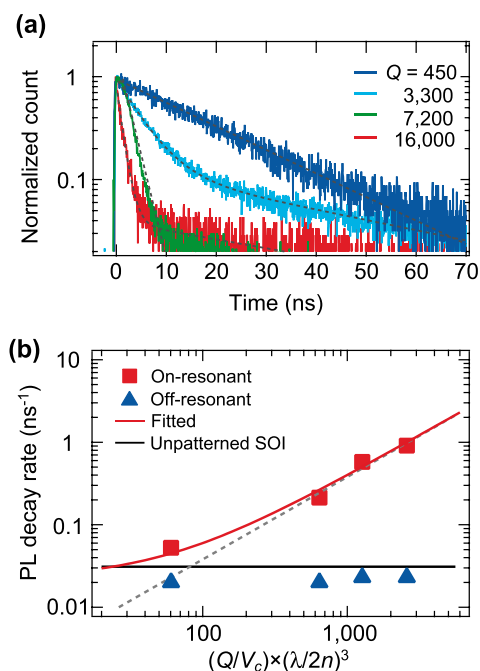 (a)
Normalized count
1
0.1
Q = 450
3,300
7,200
16,000
0 10 20 30 40 50 60 70
Time (ns)
(b)
PL decay rate (ns⁻¹)
10
1
0.1
0.01
On-resonant
Off-resonant
Fitted
Unpatterned SOI
100 1,000
(Q/Vc)×(λ/2n)³